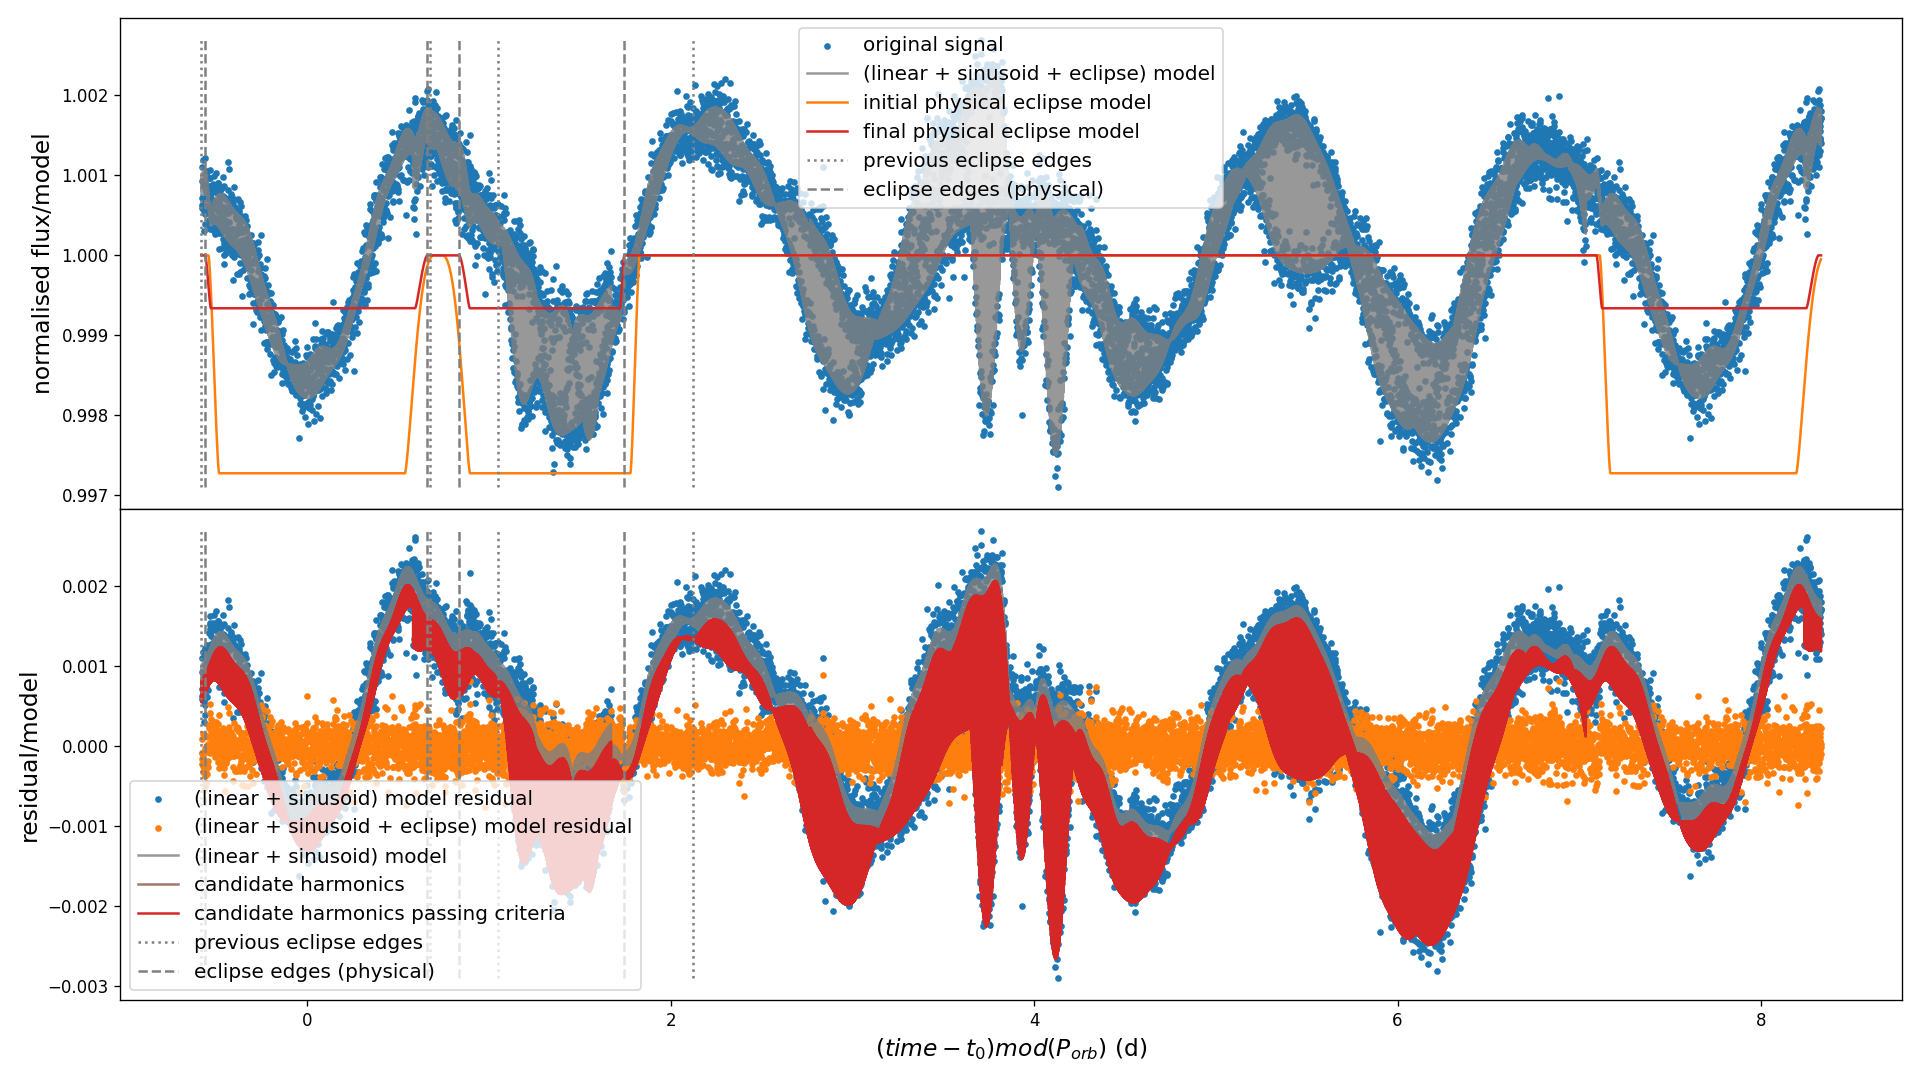 original signal
(linear + sinusoid + eclipse) model
initial physical eclipse model
final physical eclipse model
previous eclipse edges
eclipse edges (physical)
normalised flux/model
1.002
1.001
1.000
0.999
0.998
0.997
residual/model
0.002
0.001
0.000
−0.001
−0.002
−0.003
(linear + sinusoid) model residual
(linear + sinusoid + eclipse) model residual
(linear + sinusoid) model
candidate harmonics
candidate harmonics passing criteria
previous eclipse edges
eclipse edges (physical)
0 2 4 6 8
(time − t₀)mod(Pₒᵣb) (d)